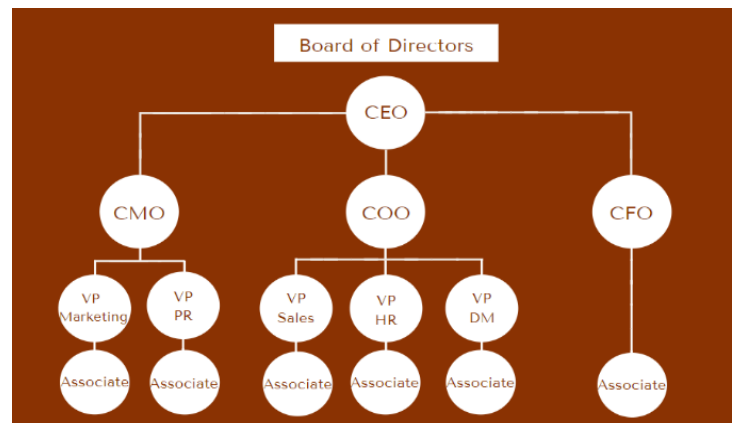 Board of Directors
CEO
CMO
COO
CFO
VP
Marketing
VP
PR
VP
Sales
VP
HR
VP
DM
Associate
Associate
Associate
Associate
Associate
Associate